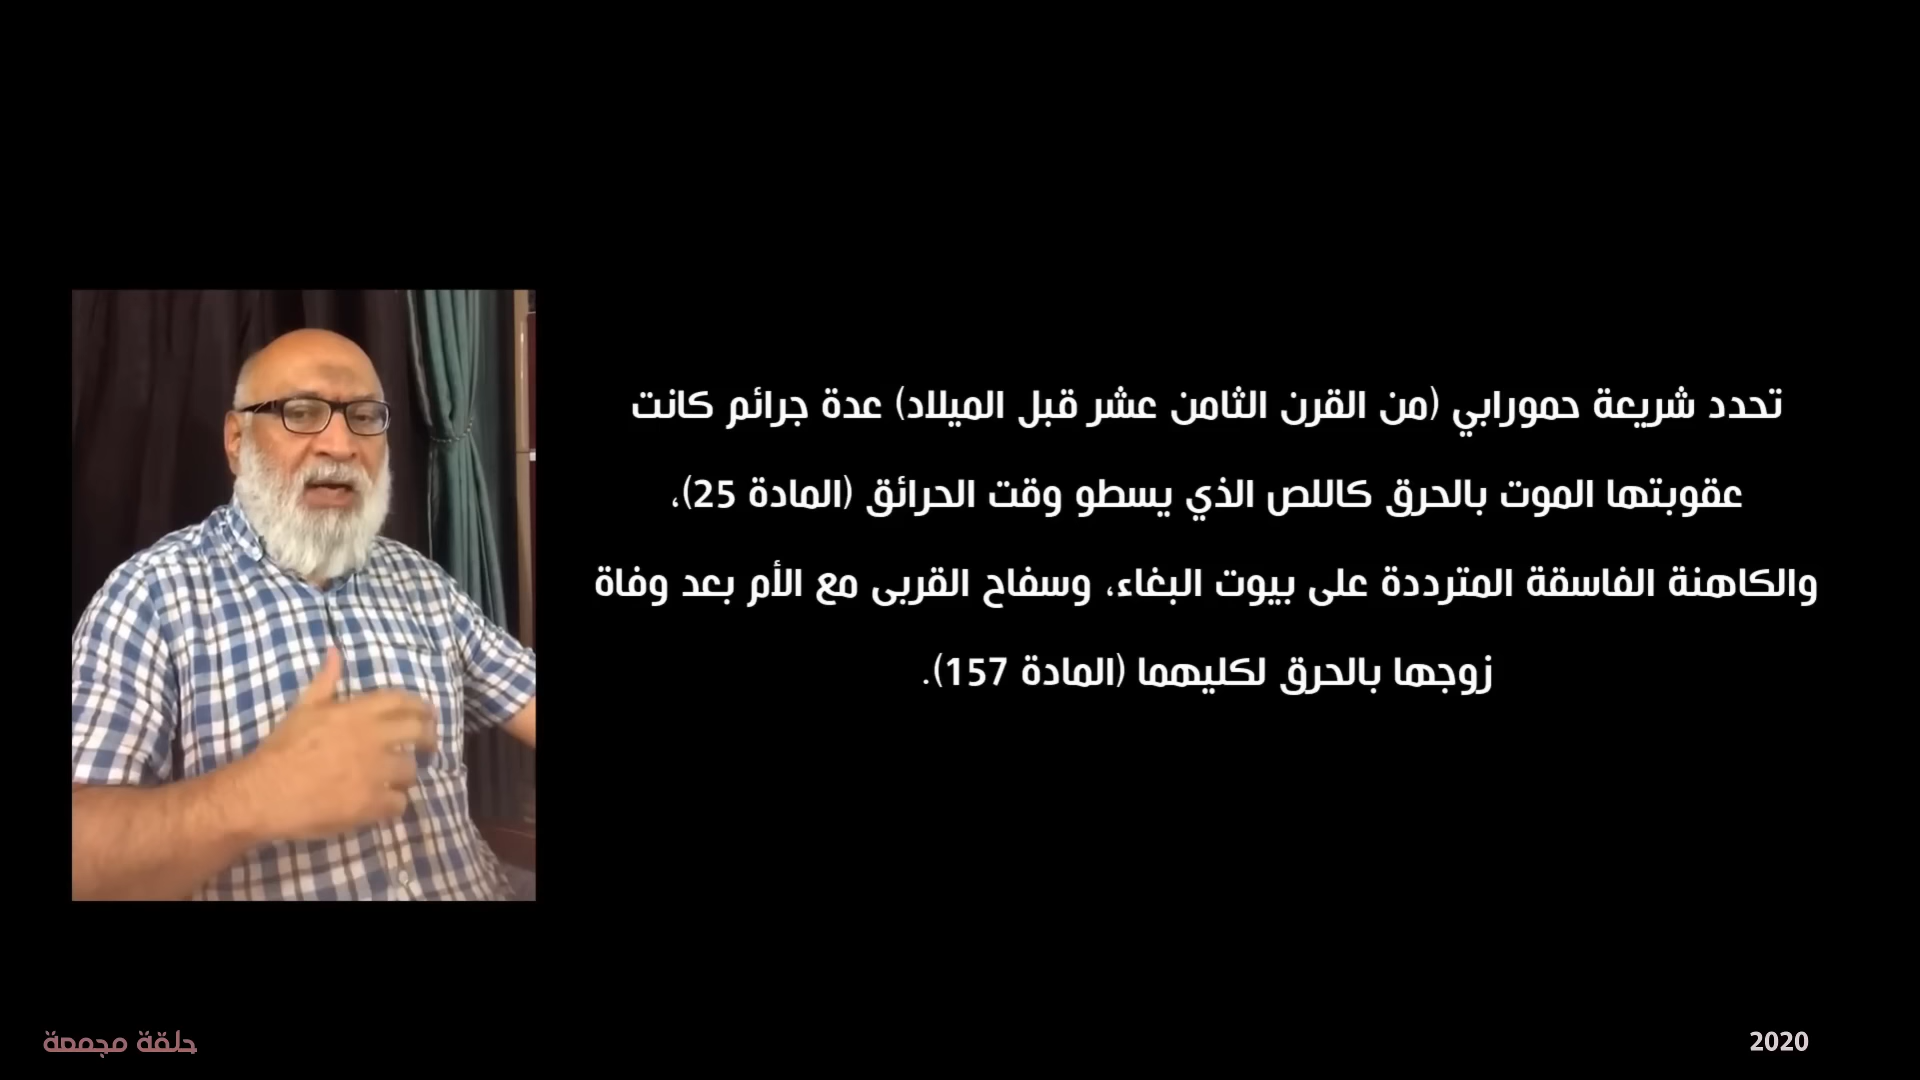 تحدد شريعة حمورابي (من القرن الثامن عشر قبل الميلاد) عدة جرائم كانت
عقوبتها الموت بالحرق كاللص الذي يسطو وقت الحرائق (المادة 25)،
والكاهنة الفاسقة المترددة على بيوت البغاء، وسفاح القربى مع الأم بعد وفاة
زوجها بالحرق لكليهما (المادة 157).
حلقة مجمعة
2020